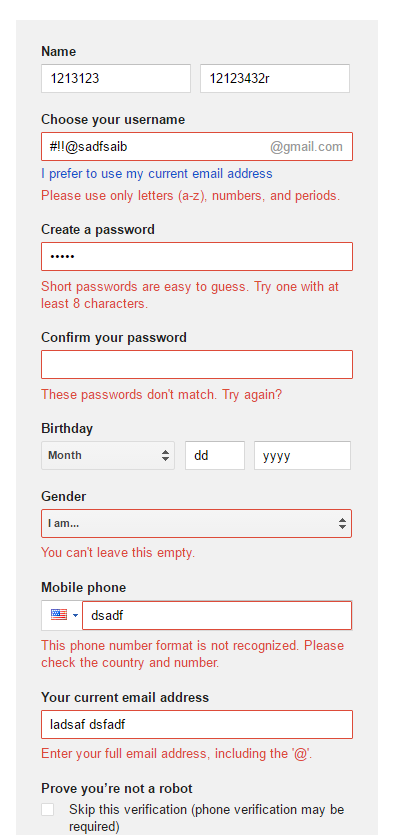 Name
1213123 12123432r
Choose your username
#!!@sadfsaib @gmail.com
I prefer to use my current email address
Please use only letters (a-z), numbers, and periods.
Create a password
•••••
Short passwords are easy to guess. Try one with at
least 8 characters.
Confirm your password
These passwords don't match. Try again?
Birthday
Month dd yyyy
Gender
I am...
You can't leave this empty.
Mobile phone
dsadf
This phone number format is not recognized. Please
check the country and number.
Your current email address
ladsaf dsfadf
Enter your full email address, including the '@'.
Prove you're not a robot
Skip this verification (phone verification may be
required)